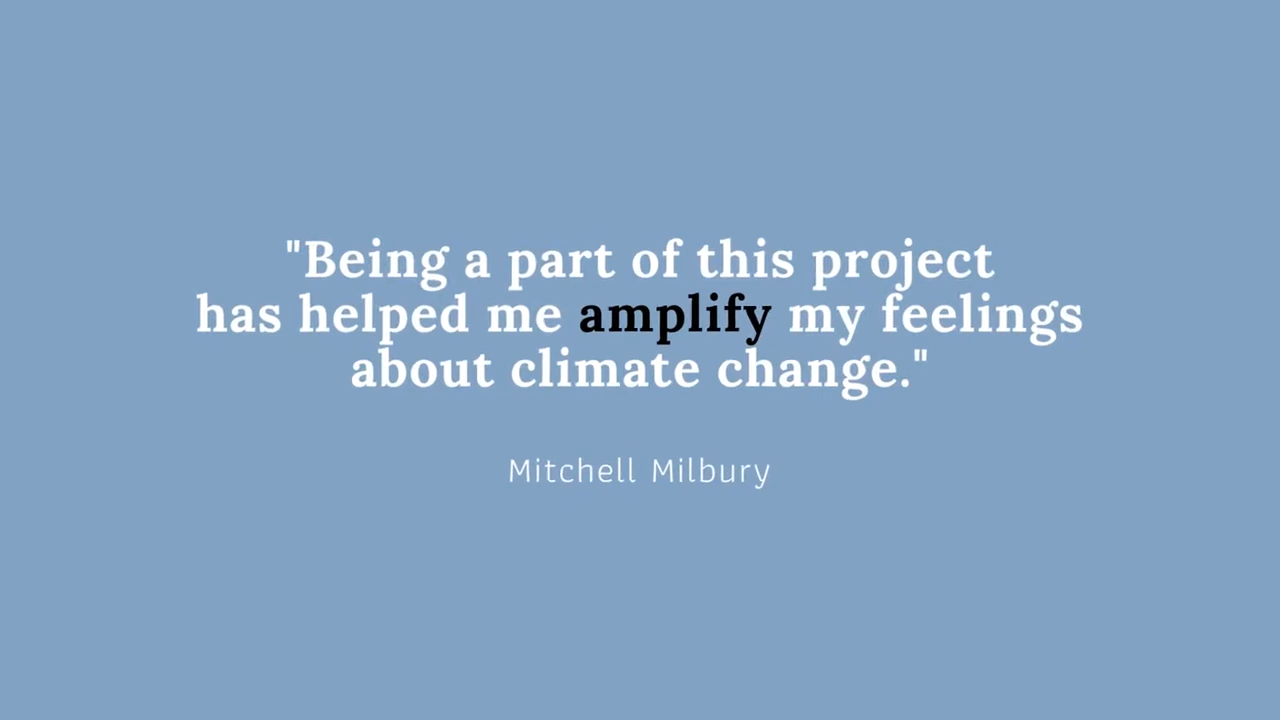 "Being a part of this project
has helped me amplify my feelings
about climate change."
Mitchell Milbury